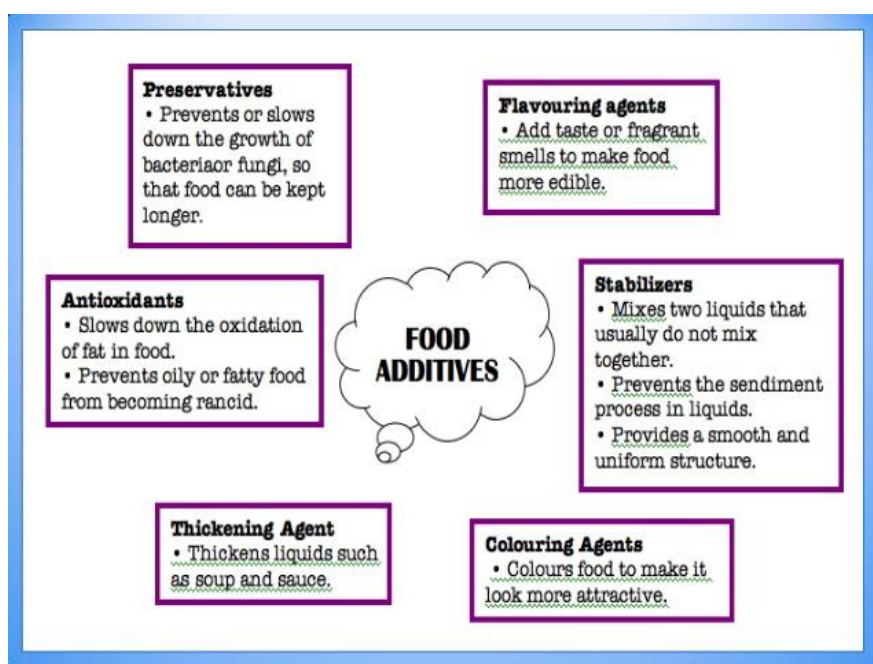 Preservatives
• Prevents or slows
down the growth of
bacteriaor fungi, so
that food can be kept
longer.
Flavouring agents
• Add taste or fragrant
smells to make food
more edible.
Antioxidants
• Slows down the oxidation
of fat in food.
• Prevents oily or fatty food
from becoming rancid.
FOOD
ADDITIVES
Stabilizers
• Mixes two liquids that
usually do not mix
together.
• Prevents the sendiment
process in liquids.
• Provides a smooth and
uniform structure.
Thickening Agent
• Thickens liquids such
as soup and sauce.
Colouring Agents
• Colours food to make it
look more attractive.